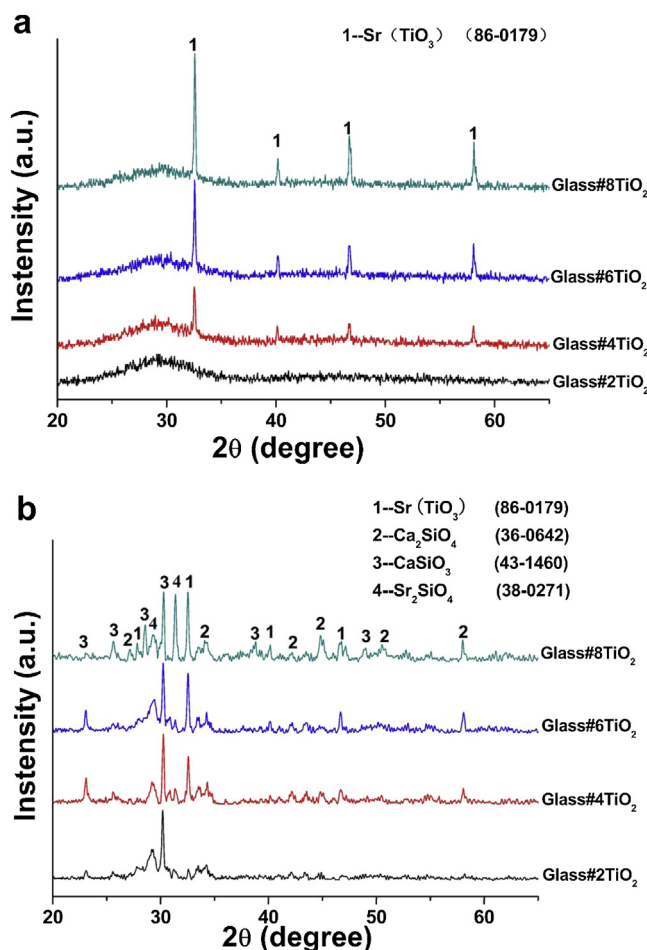 a
1--Sr（TiO₃）（86-0179）
1
1
1
1
Glass#8TiO₂
Glass#6TiO₂
Glass#4TiO₂
Glass#2TiO₂
Instensity (a.u.)
20 30 40 50 60
2θ (degree)
b
1--Sr(TiO₃) (86-0179)
2--Ca₂SiO₄ (36-0642)
3--CaSiO₃ (43-1460)
4--Sr₂SiO₄ (38-0271)
3 3 2 1 3 4 3 4 1 2 3 1 2 2 1 3 2 2
Glass#8TiO₂
Glass#6TiO₂
Glass#4TiO₂
Glass#2TiO₂
Instensity (a.u.)
20 30 40 50 60
2θ (degree)